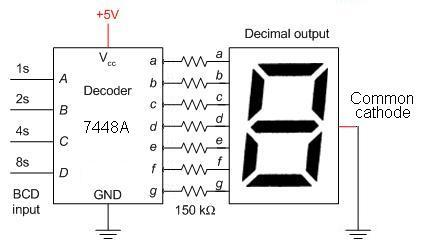 +5V
Decimal output
Vcc
1s
A
Decoder
7448A
2s
B
4s
C
8s
D
BCD
input
GND
a
b
c
d
e
f
g
150 kΩ
a
b
c
d
e
f
g
Common
cathode